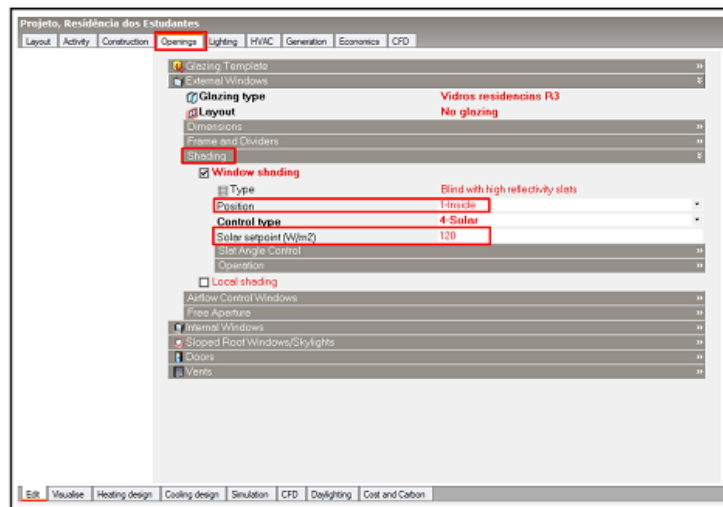 Projeto, Residência dos Estudantes
Layout Activity Construction Openings Lighting HVAC Generation Economics CFD
Glazing Template
External Windows
Glazing type Vidros residencias R3
Layout No glazing
Dimensions
Frame and Dividers
Shading
Window shading
Type Blind with high reflectivity slats
Position 1-Inside
Control type 4-Solar
Solar setpoint (W/m2) 120
Slat Angle Control
Operation
Local shading
Airflow Control Windows
Free Aperture
Internal Windows
Sloped Roof Windows/Skylights
Doors
Vents
Edit Visualise Heating design Cooling design Simulation CFD Daylighting Cost and Carbon